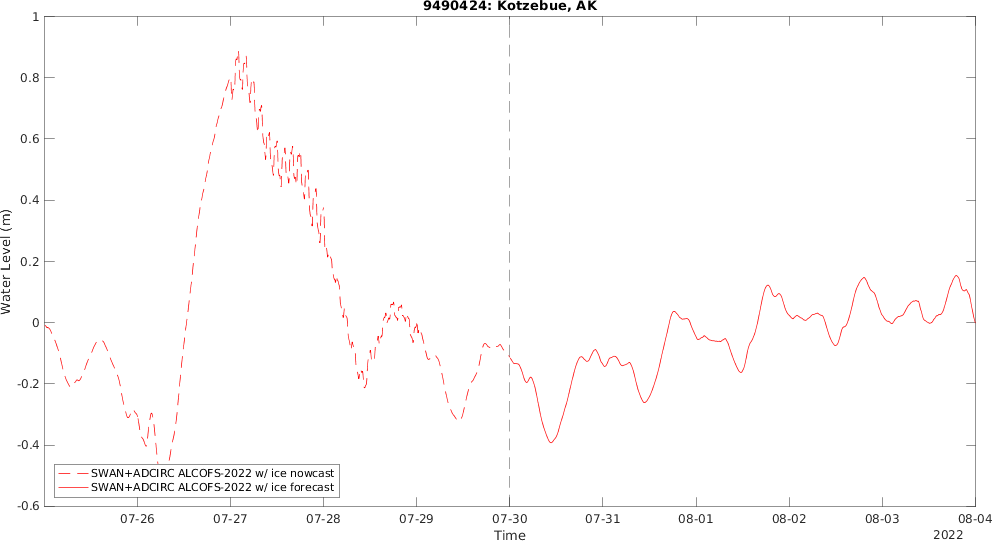 9490424: Kotzebue, AK
1
0.8
0.6
0.4
0.2
0
-0.2
-0.4
-0.6
Water Level (m)
SWAN+ADCIRC ALCOFS-2022 w/ ice nowcast
SWAN+ADCIRC ALCOFS-2022 w/ ice forecast
07-26 07-27 07-28 07-29 07-30 07-31 08-01 08-02 08-03 08-04
Time
2022